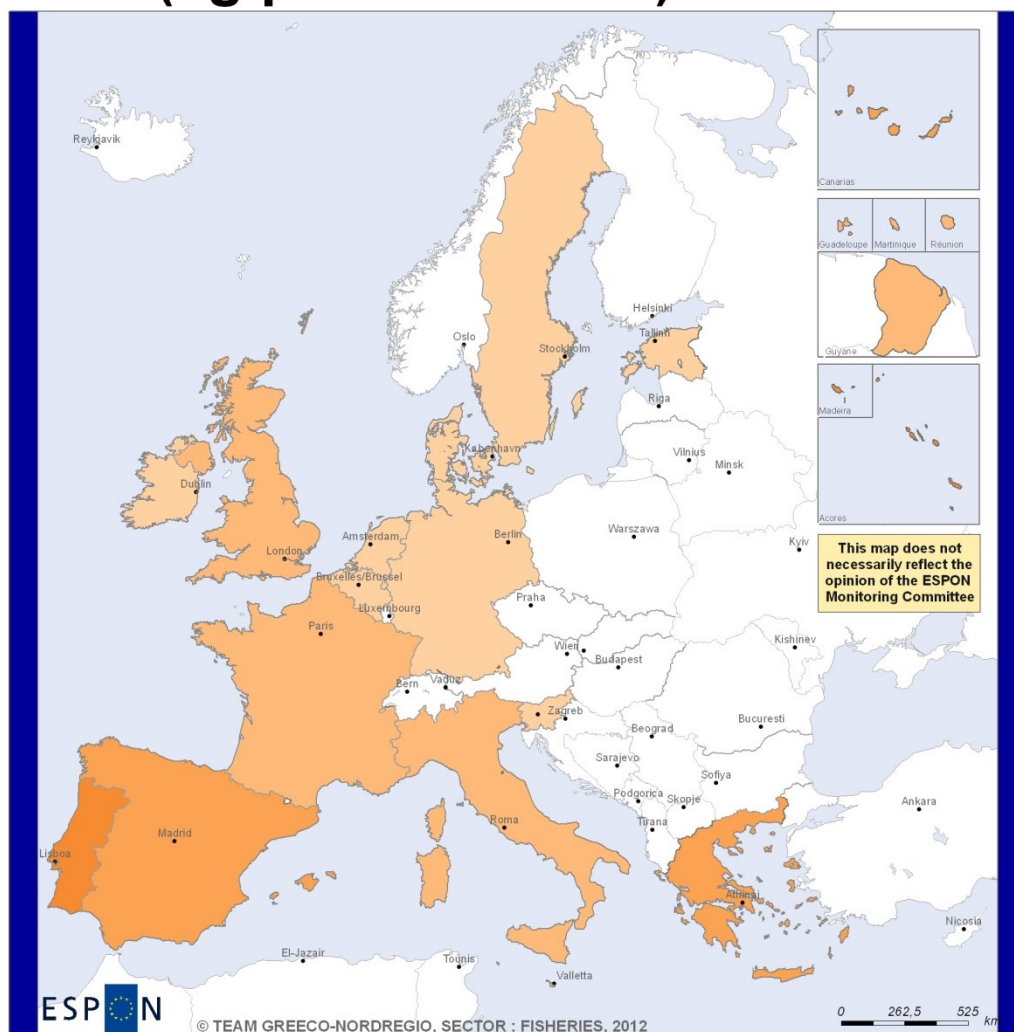 Reykjavik
Canarias
Guadeloupe
Martinique
Réunion
Helsinki
Tallinn
Oslo
Stockholm
Guyane
Riga
Madeira
København
Vilnius
Minsk
Dublin
Acores
Amsterdam
Berlin
Warszawa
London
Kyiv
This map does not
necessarily reflect the
opinion of the ESPON
Monitoring Committee
Bruxelles/Brussel
Luxembourg
Praha
Paris
Kishinev
Wien
Budapest
Vaduz
Bern
Zagreb
Bucuresti
Beograd
Sarajevo
Sofiya
Podgorica
Skopje
Ankara
Roma
Tirana
Madrid
Lisboa
Athinai
Nicosia
El-Jazair
Tounis
Valletta
ESPON
© TEAM GREECO-NORDREGIO, SECTOR : FISHERIES, 2012
0 262,5 525
km